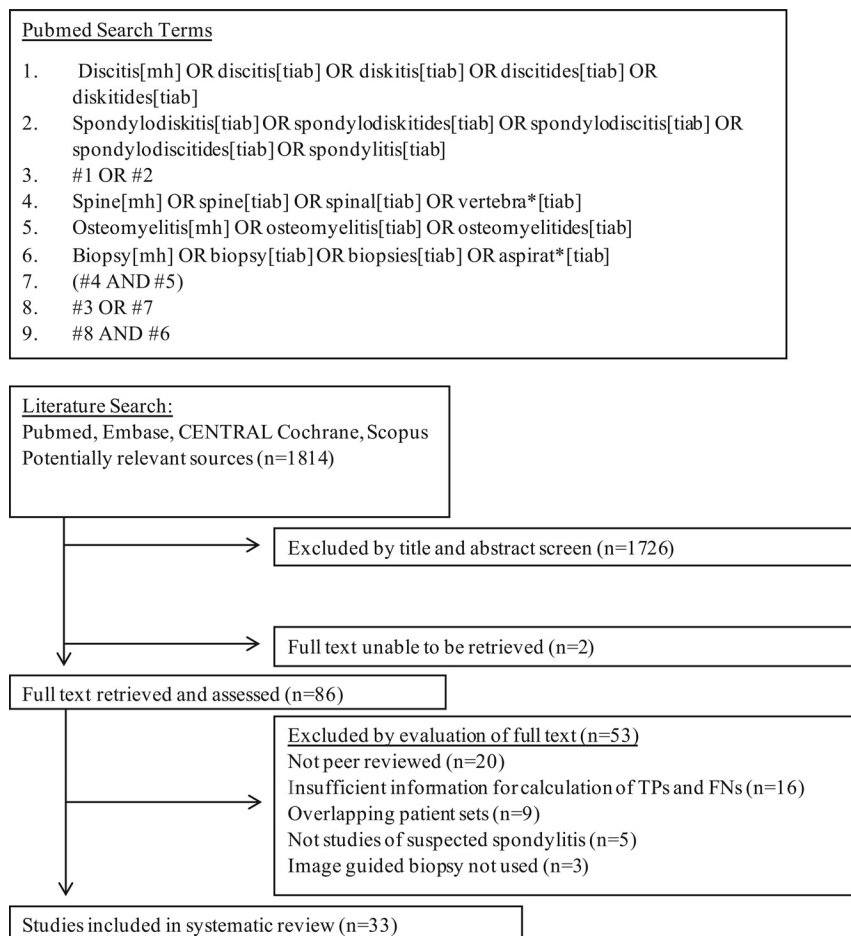 Pubmed Search Terms
1. Discitis[mh] OR discitis[tiab] OR diskitis[tiab] OR discitides[tiab] OR
diskitides[tiab]
2. Spondylodiskitis[tiab] OR spondylodiskitides[tiab] OR spondylodiscitis[tiab] OR
spondylodiscitides[tiab] OR spondylitis[tiab]
3. #1 OR #2
4. Spine[mh] OR spine[tiab] OR spinal[tiab] OR vertebra*[tiab]
5. Osteomyelitis[mh] OR osteomyelitis[tiab] OR osteomyelitides[tiab]
6. Biopsy[mh] OR biopsy[tiab] OR biopsies[tiab] OR aspirat*[tiab]
7. (#4 AND #5)
8. #3 OR #7
9. #8 AND #6
Literature Search:
Pubmed, Embase, CENTRAL Cochrane, Scopus
Potentially relevant sources (n=1814)
Excluded by title and abstract screen (n=1726)
Full text unable to be retrieved (n=2)
Full text retrieved and assessed (n=86)
Excluded by evaluation of full text (n=53)
Not peer reviewed (n=20)
Insufficient information for calculation of TPs and FNs (n=16)
Overlapping patient sets (n=9)
Not studies of suspected spondylitis (n=5)
Image guided biopsy not used (n=3)
Studies included in systematic review (n=33)